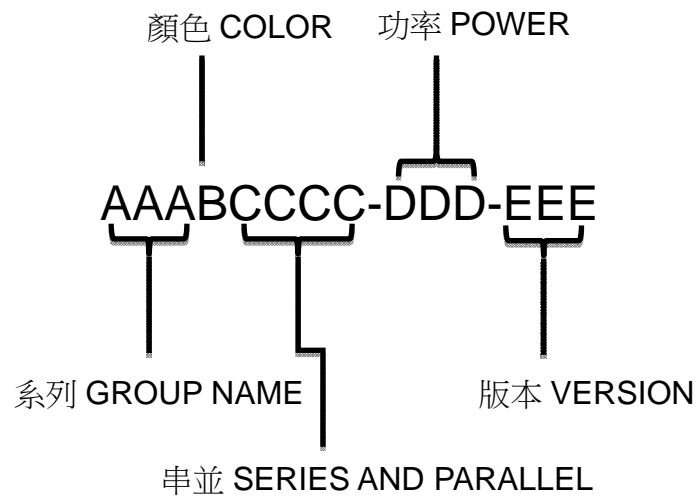 顏色 COLOR
功率 POWER
AAABCCCC-DDD-EEE
系列 GROUP NAME
版本 VERSION
串並 SERIES AND PARALLEL